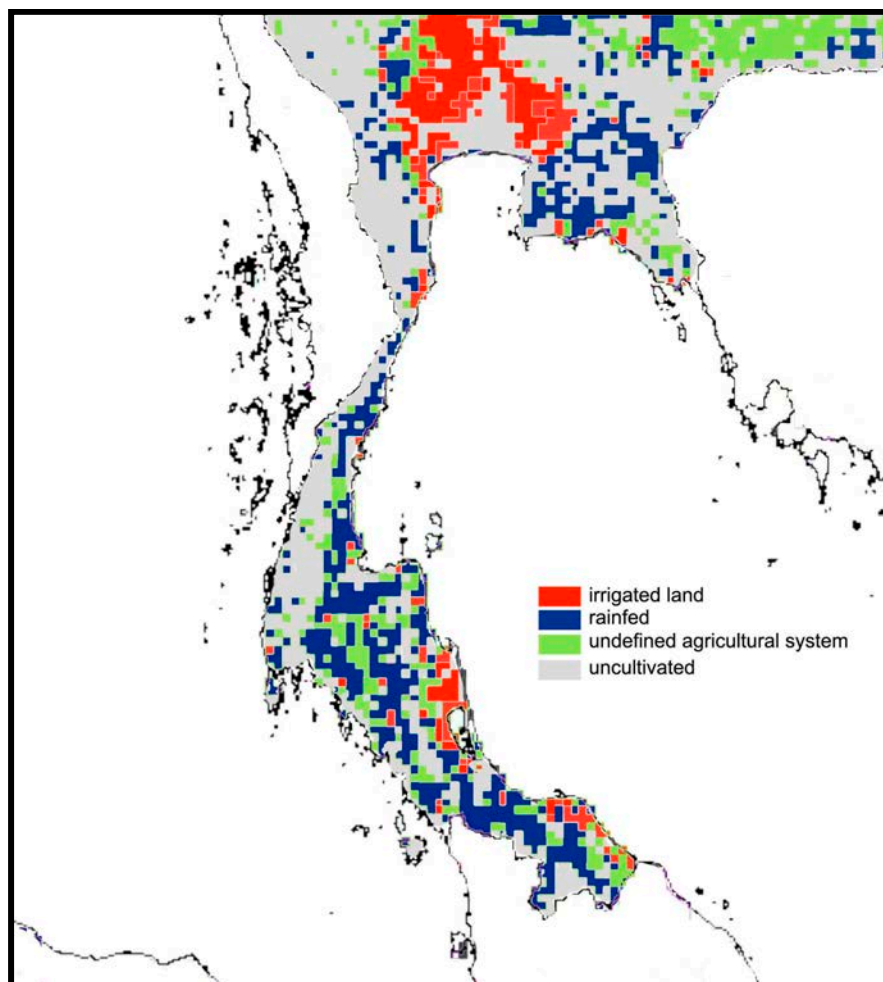 irrigated land
rainfed
undefined agricultural system
uncultivated